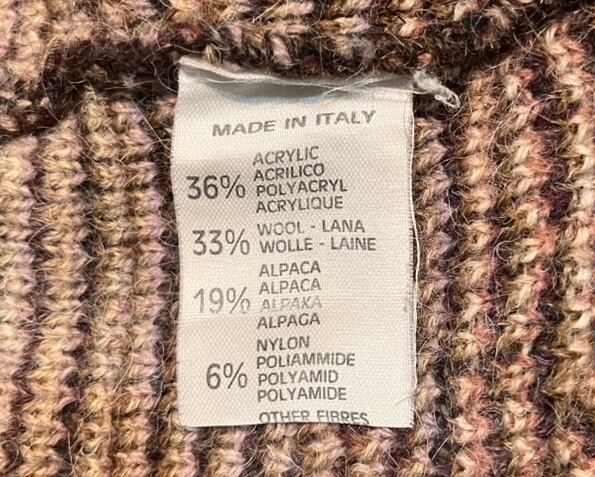 MADE IN ITALY
ACRYLIC
36% ACRILICO
POLYACRYL
ACRYLIQUE
33% WOOL - LANA
WOLLE - LAINE
ALPACA
19% ALPACA
ALPAKA
ALPAGA
NYLON
6% POLIAMMIDE
POLYAMID
POLYAMIDE
OTHER FIBRES